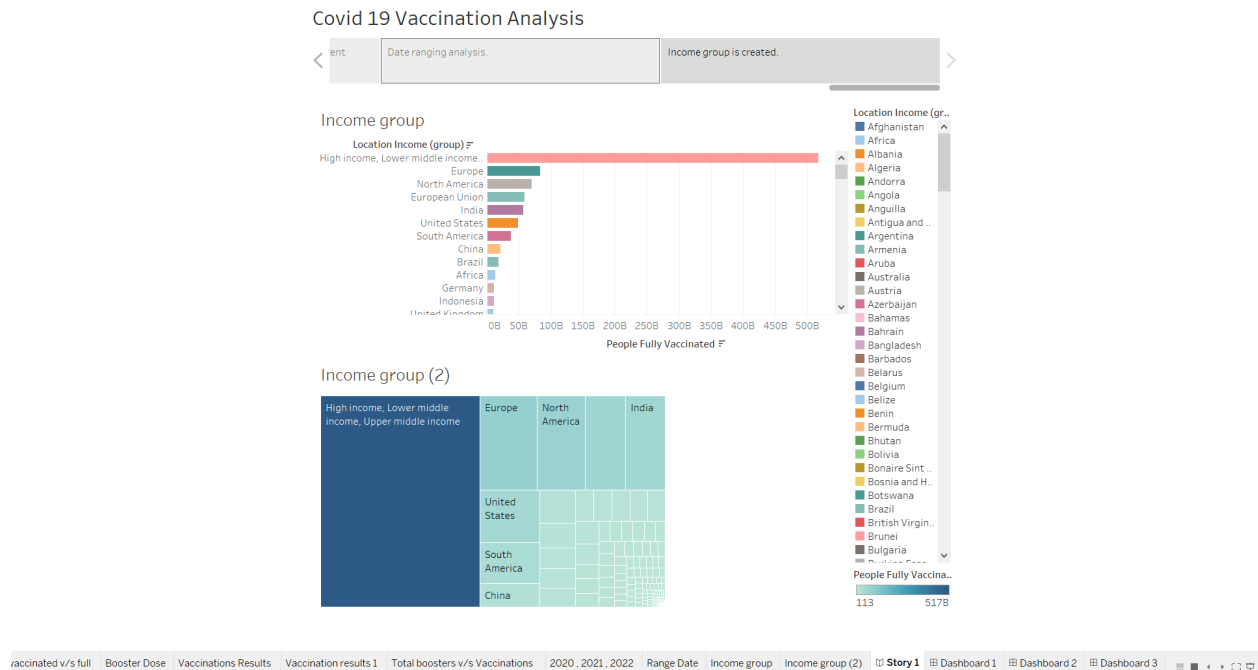 Covid 19 Vaccination Analysis
Date ranging analysis.
Income group is created.
Income group
Location Income (group)
High income, Lower middle income..
Europe
North America
European Union
India
United States
South America
China
Brazil
Africa
Germany
Indonesia
United Kingdom
0B 50B 100B 150B 200B 250B 300B 350B 400B 450B 500B
People Fully Vaccinated
Income group (2)
High income, Lower middle
income, Upper middle income
Europe
North
America
India
United
States
South
America
China
Location Income (gr..
Afghanistan
Africa
Albania
Algeria
Andorra
Angola
Anguilla
Antigua and ..
Argentina
Armenia
Aruba
Australia
Austria
Azerbaijan
Bahamas
Bahrain
Bangladesh
Barbados
Belarus
Belgium
Belize
Benin
Bermuda
Bhutan
Bolivia
Bonaire Sint ..
Bosnia and H..
Botswana
Brazil
British Virgin..
Brunei
Bulgaria
People Fully Vaccina..
113 517B
vaccinated v/s full Booster Dose Vaccinations Results Vaccination results 1 Total boosters v/s Vaccinations 2020 , 2021 , 2022 Range Date Income group Income group (2) Story 1 Dashboard 1 Dashboard 2 Dashboard 3